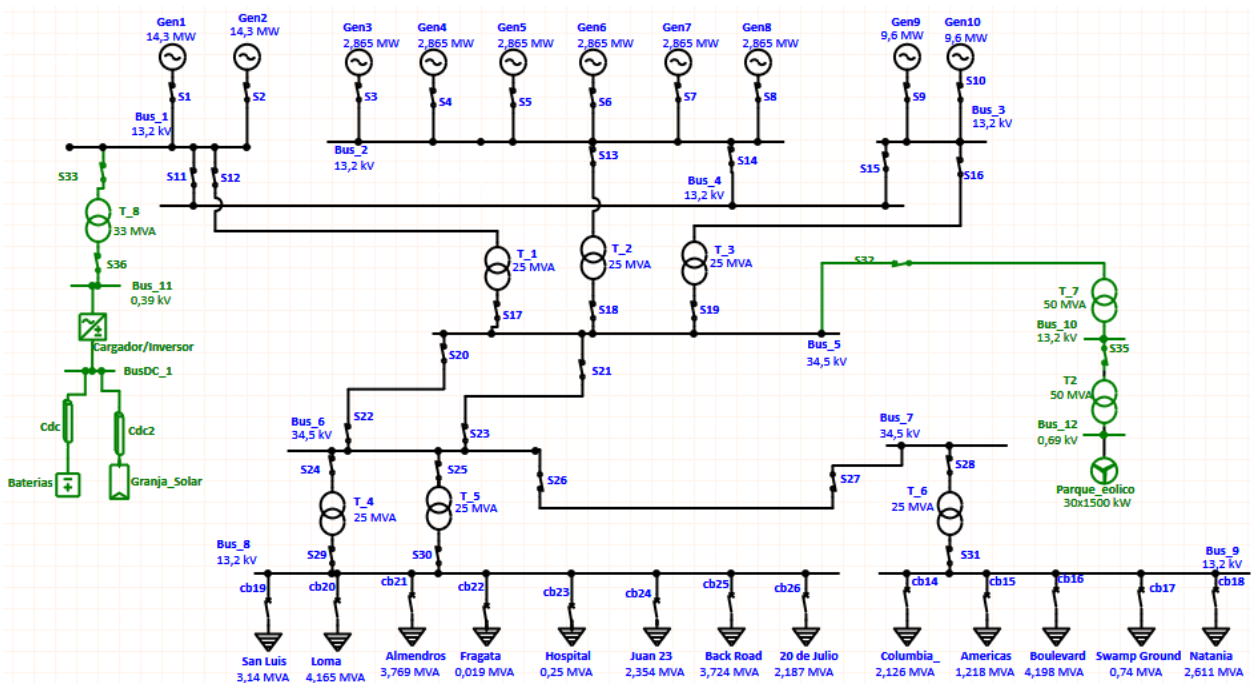 Gen1
14,3 MW
Gen2
14,3 MW
Gen3
2,865 MW
Gen4
2,865 MW
Gen5
2,865 MW
Gen6
2,865 MW
Gen7
2,865 MW
Gen8
2,865 MW
Gen9
9,6 MW
Gen10
9,6 MW
S1
S2
S3
S4
S5
S6
S7
S8
S9
S10
Bus_1
13,2 kV
Bus_2
13,2 kV
Bus_3
13,2 kV
S33
S11
S12
S13
S14
Bus_4
13,2 kV
S15
S16
T_8
33 MVA
S36
Bus_11
0,39 kV
Cargador/Inversor
BusDC_1
Cdc
Cdc2
Baterias
Granja_Solar
T_1
25 MVA
T_2
25 MVA
T_3
25 MVA
S17
S18
S19
S32
T_7
50 MVA
Bus_10
13,2 kV
S35
T2
50 MVA
Bus_12
0,69 kV
Parque_eolico
30x1500 kW
Bus_5
34,5 kV
S20
S21
S22
S23
Bus_6
34,5 kV
Bus_7
34,5 kV
S24
S25
S26
S27
S28
T_4
25 MVA
T_5
25 MVA
T_6
25 MVA
S29
S30
S31
Bus_8
13,2 kV
Bus_9
13,2 kV
cb19
cb20
cb21
cb22
cb23
cb24
cb25
cb26
cb14
cb15
cb16
cb17
cb18
San Luis
3,14 MVA
Loma
4,165 MVA
Almendros
3,769 MVA
Fragata
0,019 MVA
Hospital
0,25 MVA
Juan 23
2,354 MVA
Back Road
3,724 MVA
20 de Julio
2,187 MVA
Columbia_
2,126 MVA
Americas
1,218 MVA
Boulevard
4,198 MVA
Swamp Ground
0,74 MVA
Natania
2,611 MVA